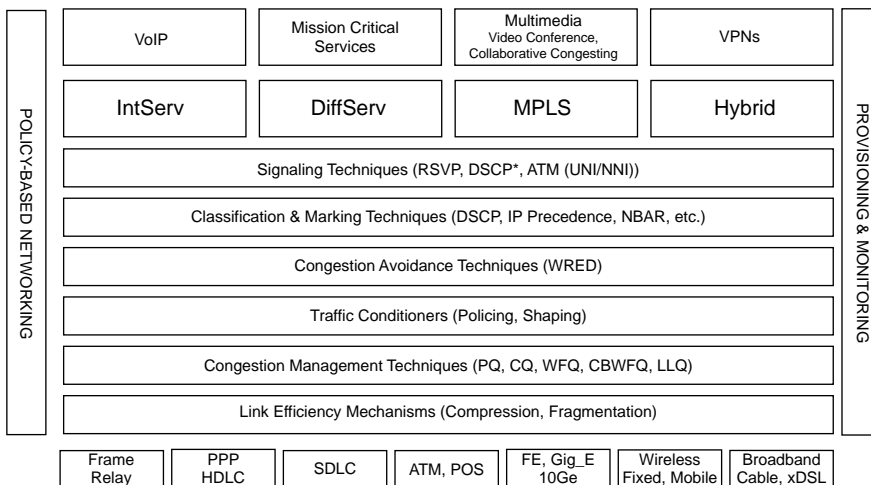 VoIP
Mission Critical
Services
Multimedia
Video Conference,
Collaborative Congesting
VPNs
POLICY-BASED NETWORKING
PROVISIONING & MONITORING
IntServ
DiffServ
MPLS
Hybrid
Signaling Techniques (RSVP, DSCP*, ATM (UNI/NNI))
Classification & Marking Techniques (DSCP, IP Precedence, NBAR, etc.)
Congestion Avoidance Techniques (WRED)
Traffic Conditioners (Policing, Shaping)
Congestion Management Techniques (PQ, CQ, WFQ, CBWFQ, LLQ)
Link Efficiency Mechanisms (Compression, Fragmentation)
Frame
Relay
PPP
HDLC
SDLC
ATM, POS
FE, Gig_E
10Ge
Wireless
Fixed, Mobile
Broadband
Cable, xDSL